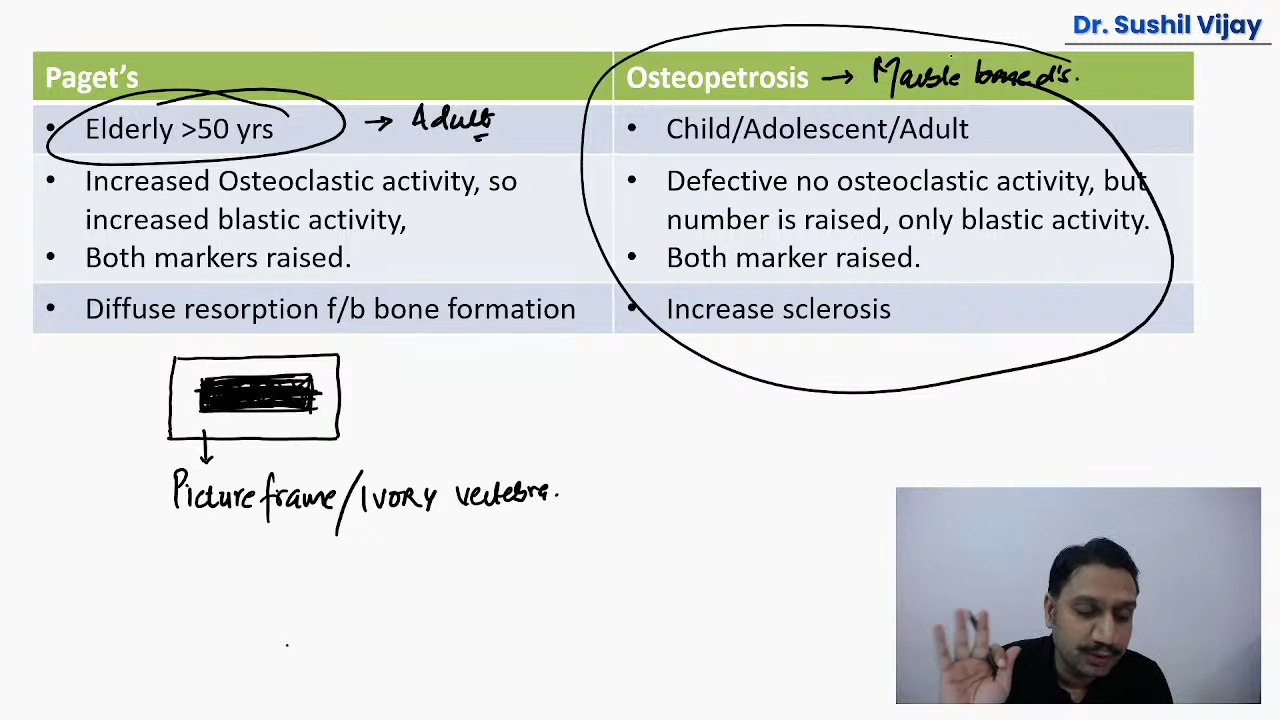 Dr. Sushil Vijay
Paget's
Osteopetrosis → Marble bone ds.
• Elderly >50 yrs → Adult
• Child/Adolescent/Adult
• Increased Osteoclastic activity, so
increased blastic activity,
• Both markers raised.
• Defective no osteoclastic activity, but
number is raised, only blastic activity.
• Both marker raised.
• Diffuse resorption f/b bone formation
• Increase sclerosis
Picture frame/Ivory vertebra.